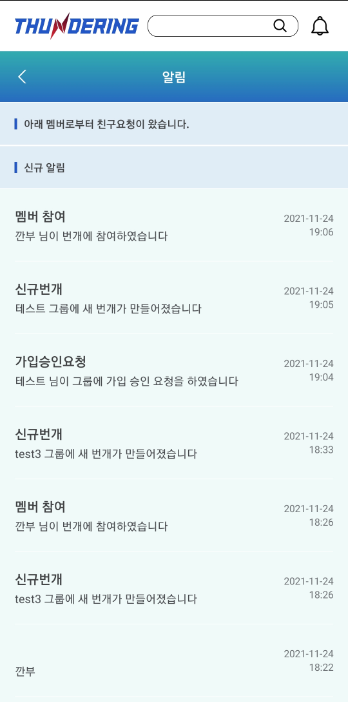 THUNDERING
알림
아래 멤버로부터 친구요청이 왔습니다.
신규 알림
멤버 참여
2021-11-24
깐부 님이 번개에 참여하였습니다
19:06
신규번개
2021-11-24
테스트 그룹에 새 번개가 만들어졌습니다
19:05
가입승인요청
2021-11-24
테스트 님이 그룹에 가입 승인 요청을 하였습니다
19:04
신규번개
2021-11-24
test3 그룹에 새 번개가 만들어졌습니다
18:33
멤버 참여
2021-11-24
깐부 님이 번개에 참여하였습니다
18:26
신규번개
2021-11-24
test3 그룹에 새 번개가 만들어졌습니다
18:26
2021-11-24
깐부
18:22